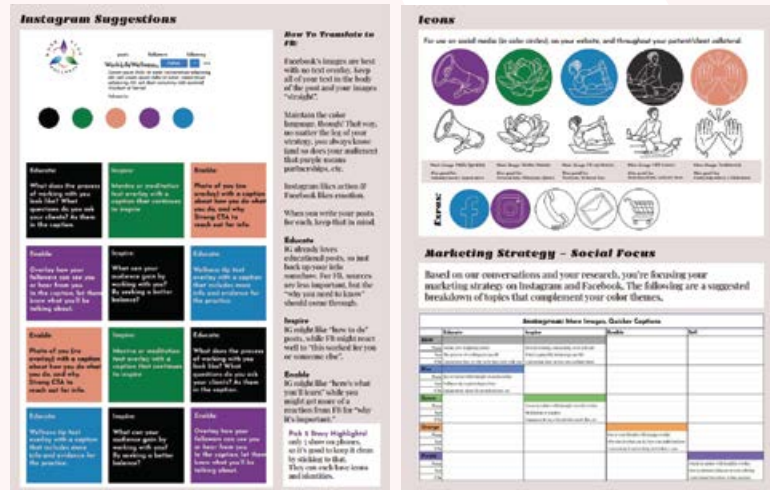 Instagram Suggestions
posts followers following
Work|Life|Wellness
Educate:
What does the process
of working with you
look like? What
questions do you ask
your clients? As them
in the caption.
Inspire:
Mantra or meditation
text overlay with a
caption that continues
to inspire
Enable:
Photo of you (no
overlay) with a caption
about how you do what
you do, and why.
Strong CTA to
reach out for info.
Enable:
Overlay how your
followers can see you
or hear from you
in the caption, let them
know what you'll be
talking about.
Inspire:
What can your
audience gain by
working with you?
By seeking a better
balance?
Educate:
Wellness tip text
overlay with a caption
that includes more
info and evidence for
the practice.
Enable:
Photo of you (no
overlay) with a caption
about how you do what
you do, and why.
Strong CTA to
reach out for info.
Inspire:
Mantra or meditation
text overlay with a
caption that continues
to inspire
Educate:
What does the process
of working with you
look like? What
questions do you ask
your clients? As them
in the caption.
Educate:
Wellness tip text
overlay with a caption
that includes more
info and evidence for
the practice.
Inspire:
What can your
audience gain by
working with you?
By seeking a better
balance?
Enable:
Overlay how your
followers can see you
or hear from you
in the caption, let them
know what you'll be
talking about.
How To Translate to
FB:
Facebook's images are best
with no text overlay. Keep
all of your text in the body
of the post and your images
"straight".
Maintain the color
language, though! That way,
no matter the leg of your
strategy, you always know
(and so does your audience)
that purple means
partnerships, etc.
Instagram likes action &
Facebook likes emotion.
When you write your posts
for each, keep that in mind.
Educate
IG already loves
educational posts, so just
back up your info
somehow. For FB, sources
are less important, but the
"why you need to know"
should come through.
Inspire
IG might like "how to do"
posts, while FB might react
well to "this worked for you
or someone else".
Enable
IG might like "here's what
you'll learn" while you
might get more of a
reaction from FB for "why
it's important."
Pick 5 Story Highlights!
only 5 show on phones,
so it's good to keep it clean
by sticking to that.
They can each have icons
and identities.
Icons
For use on social media (in color circles), on your website, and throughout your patient/client collateral.
Extras:
Marketing Strategy - Social Focus
Based on our conversations and your research, you're focusing your
marketing strategy on Instagram and Facebook. The following are a suggested
breakdown of topics that complement your color themes.
Instagram: More Images, Quicker Captions
Educate Inspire Enable Sell
Blue
Green
Orange
Purple